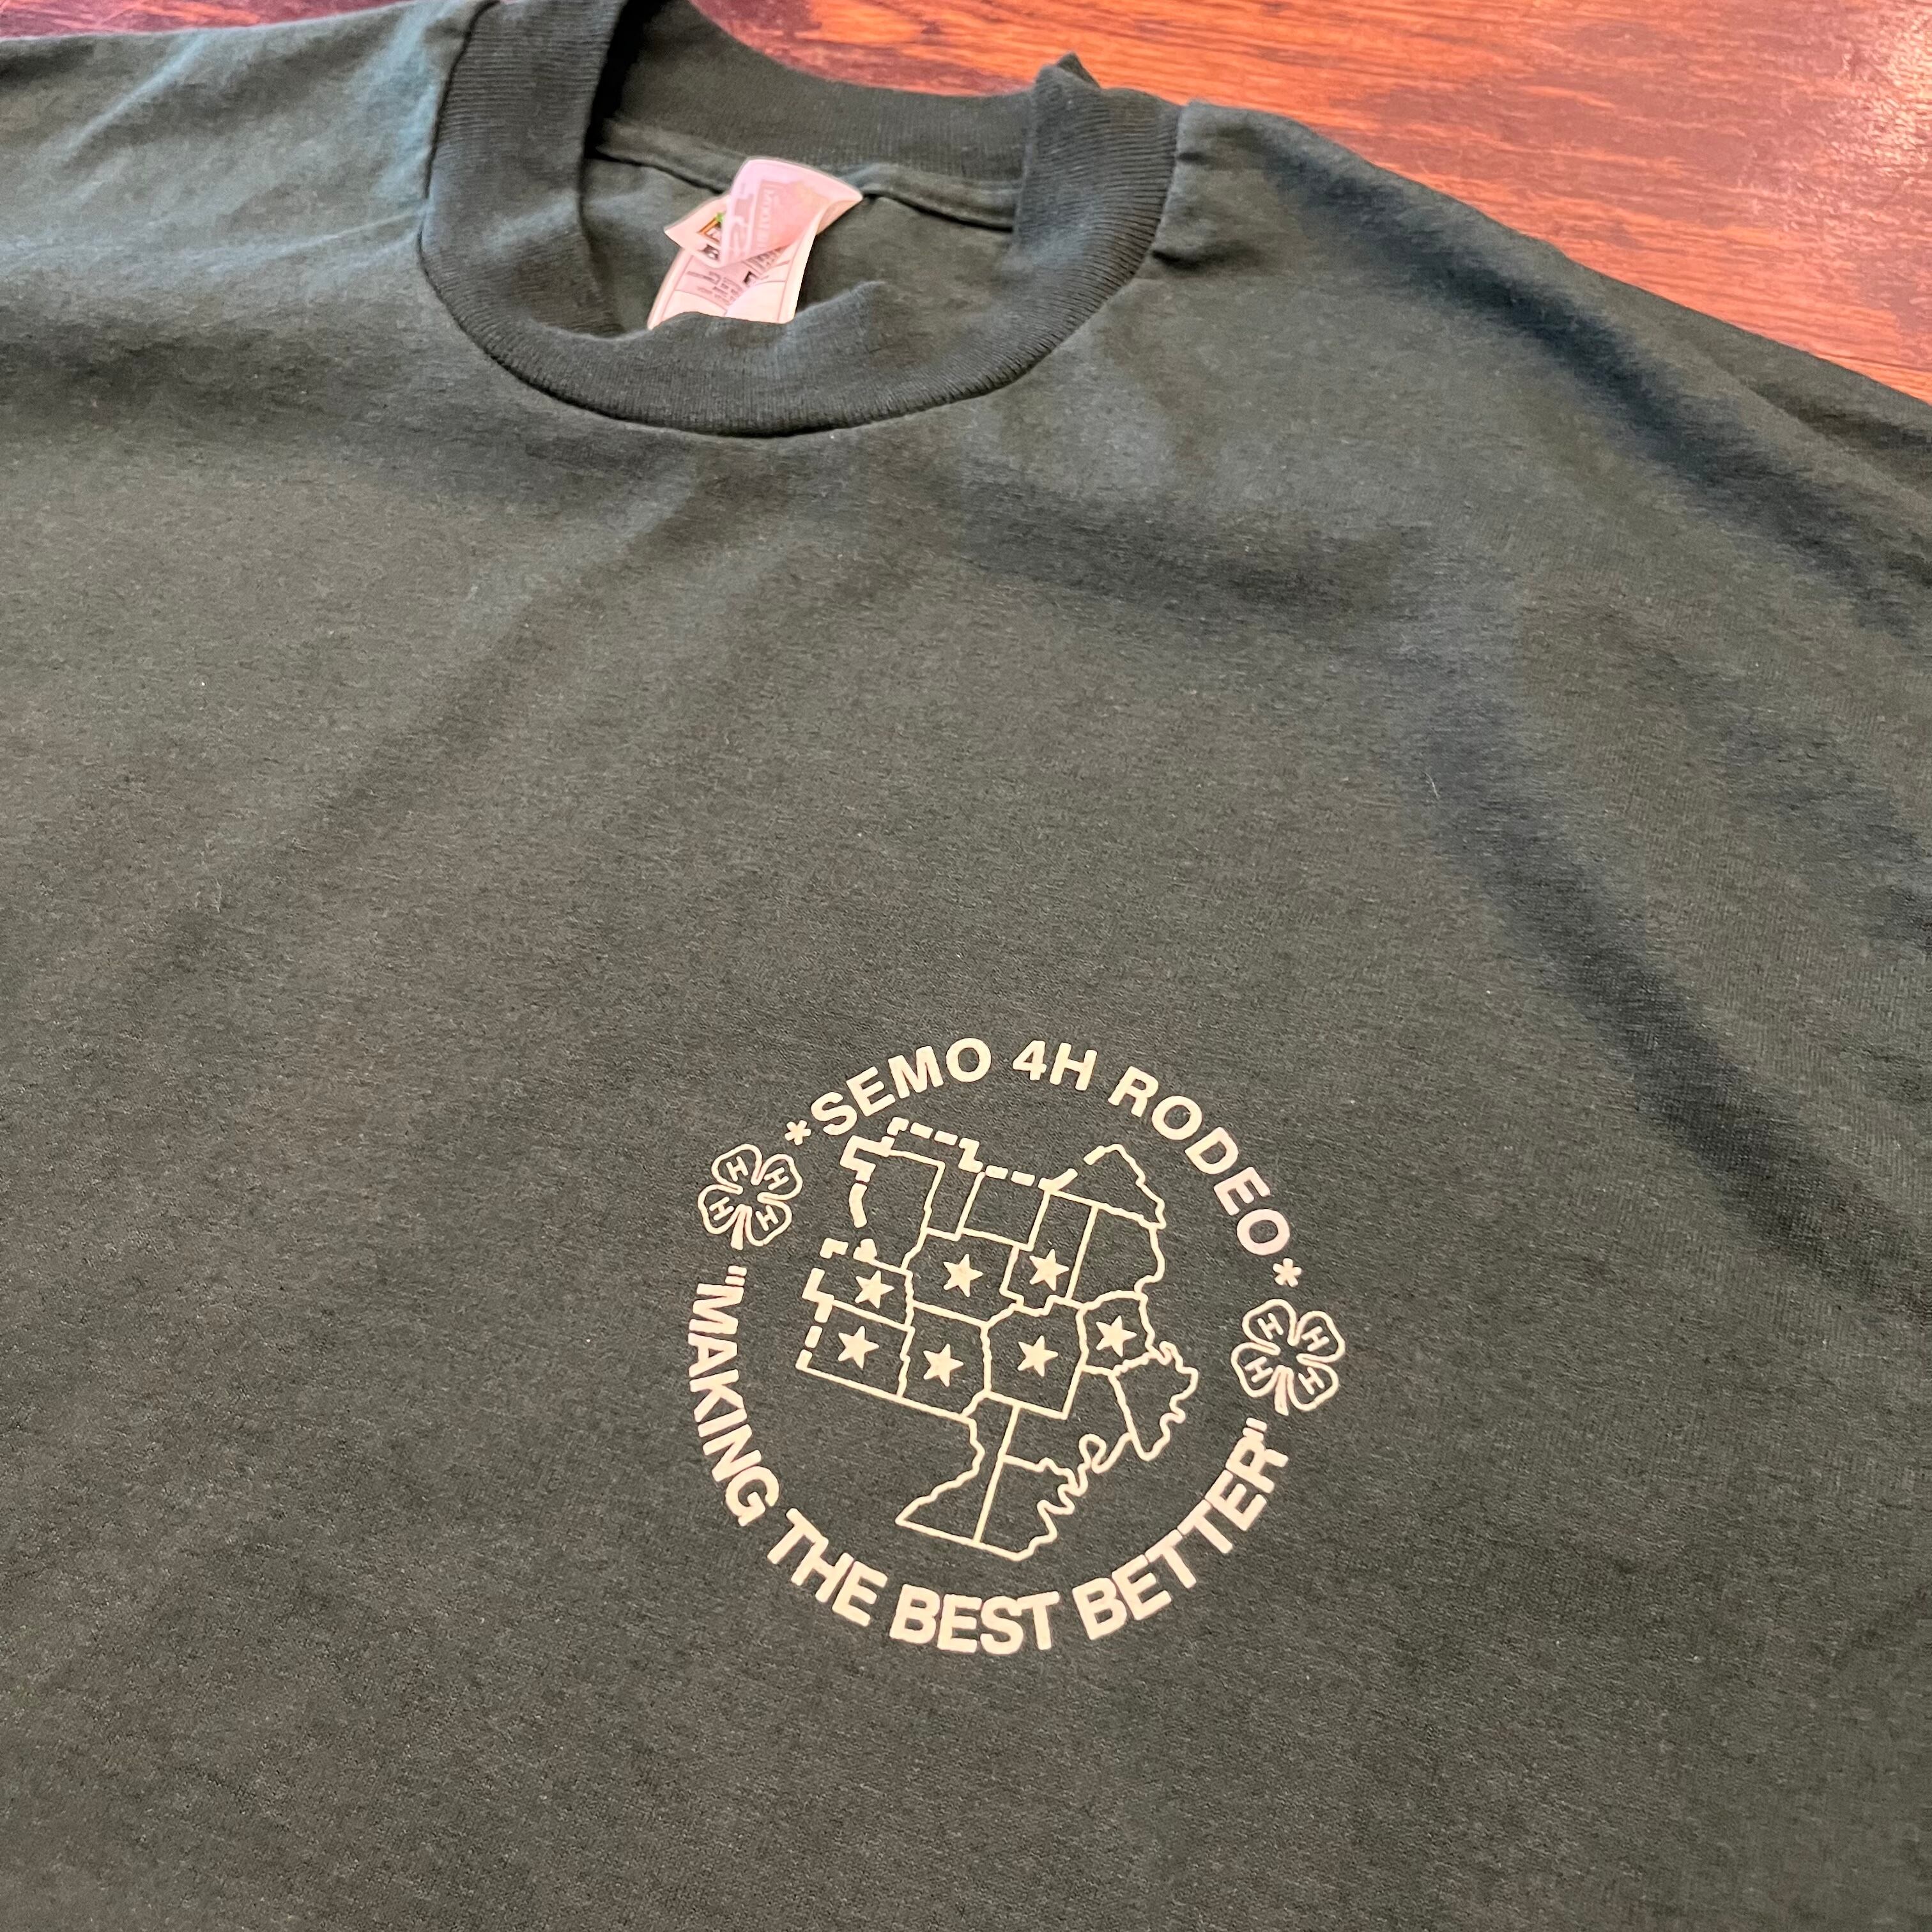 *SEMO 4H RODEO*
H H H H
H H H H
"MAKING THE BEST BETTER"